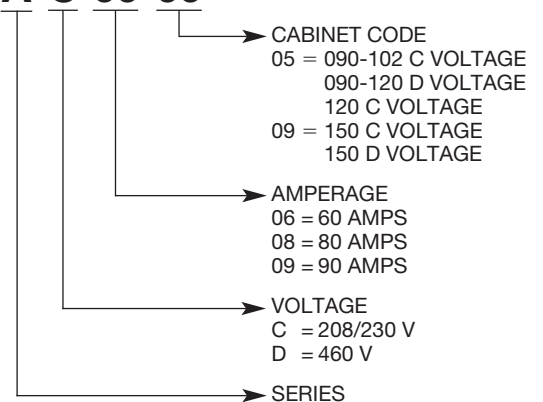 CABINET CODE
05 = 090-102 C VOLTAGE
090-120 D VOLTAGE
120 C VOLTAGE
09 = 150 C VOLTAGE
150 D VOLTAGE
AMPERAGE
06 = 60 AMPS
08 = 80 AMPS
09 = 90 AMPS
VOLTAGE
C = 208/230 V
D = 460 V
SERIES